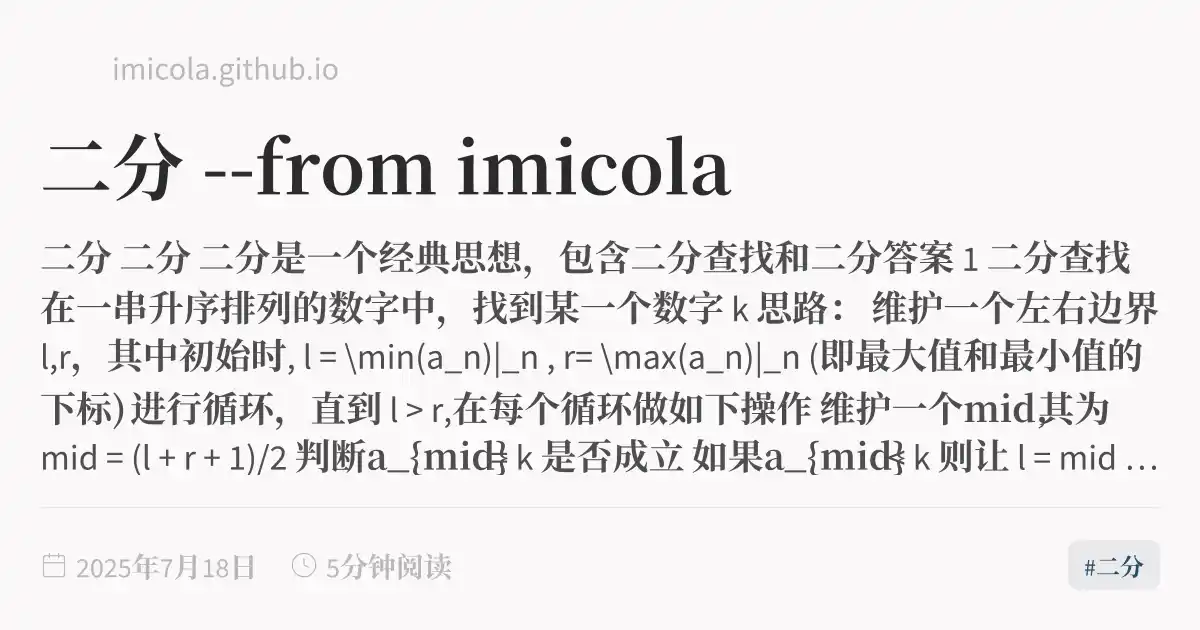 imicola.github.io
二分 --from imicola
二分 二分 二分是一个经典思想，包含二分查找和二分答案 1 二分查找
在一串升序排列的数字中，找到某一个数字 k 思路： 维护一个左右边界
l,r，其中初始时, l = \min(a_n)|_n , r= \max(a_n)|_n (即最大值和最小值的
下标) 进行循环，直到 l > r,在每个循环做如下操作 维护一个mid,其为
mid = (l + r + 1)/2 判断a_{mid}= k 是否成立 如果a_{mid}< k 则让 l = mid …
2025年7月18日 5分钟阅读
#二分